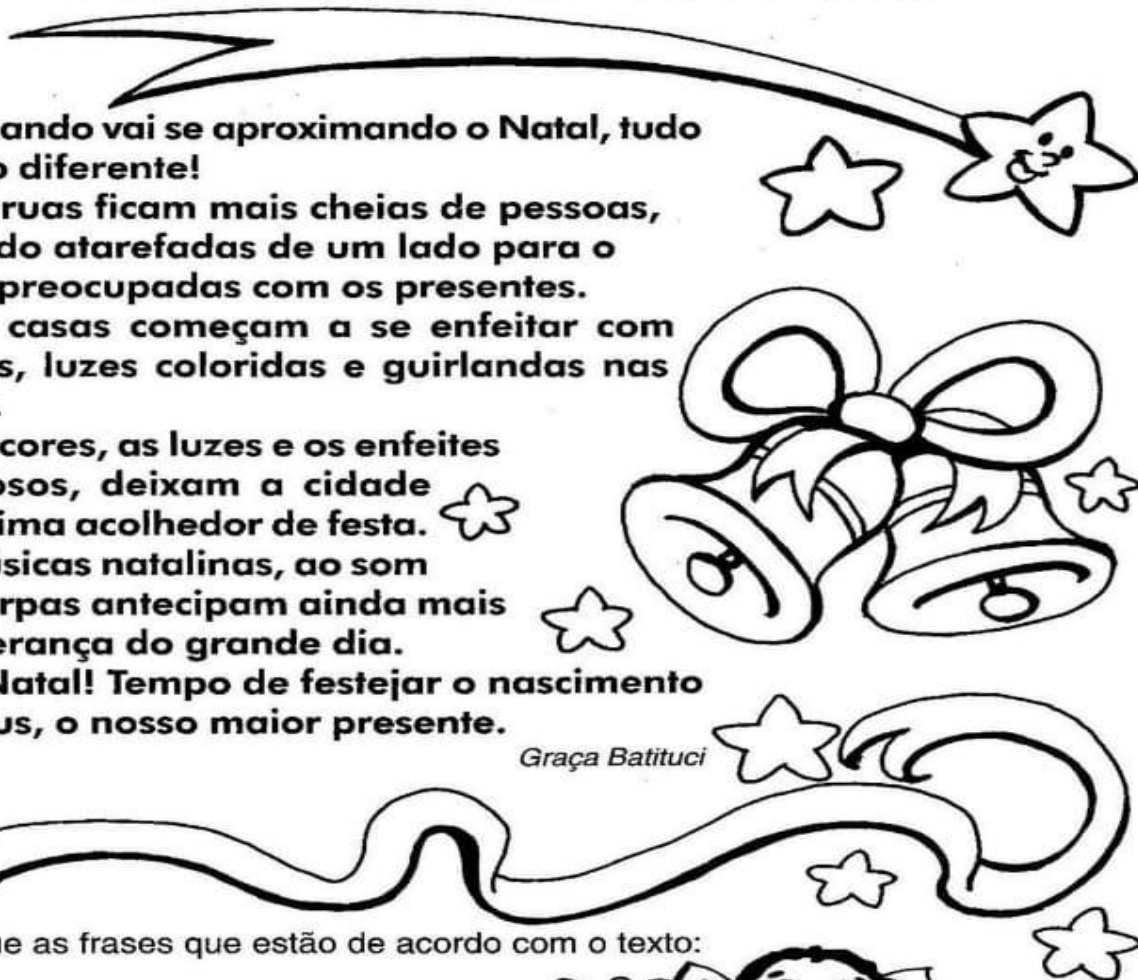 ando vai se aproximando o Natal, tudo
o diferente!
ruas ficam mais cheias de pessoas,
do atarefadas de um lado para o
preocupadas com os presentes.
casas começam a se enfeitar com
s, luzes coloridas e guirlandas nas
.
cores, as luzes e os enfeites
osos, deixam a cidade
ima acolhedor de festa.
sicas natalinas, ao som
rpas antecipam ainda mais
erança do grande dia.
Natal! Tempo de festejar o nascimento
us, o nosso maior presente.
Graça Batituci
ue as frases que estão de acordo com o texto: